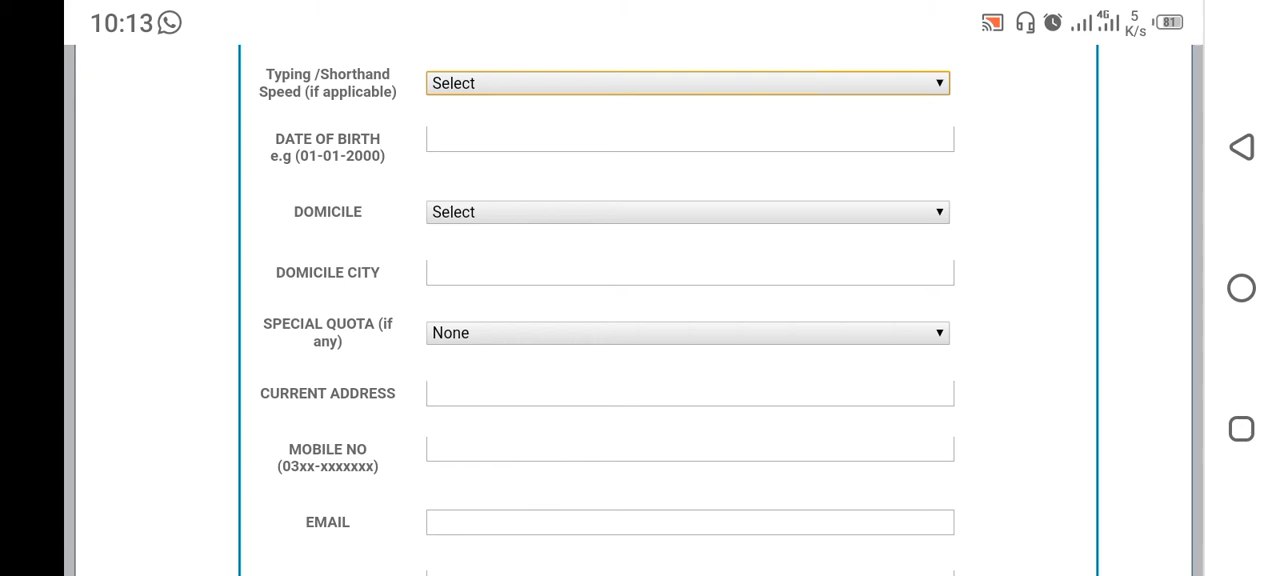 10:13
4G 5 K/s 81
Typing /Shorthand
Speed (if applicable)
Select
DATE OF BIRTH
e.g (01-01-2000)
DOMICILE
Select
DOMICILE CITY
SPECIAL QUOTA (if
any)
None
CURRENT ADDRESS
MOBILE NO
(03xx-xxxxxxx)
EMAIL